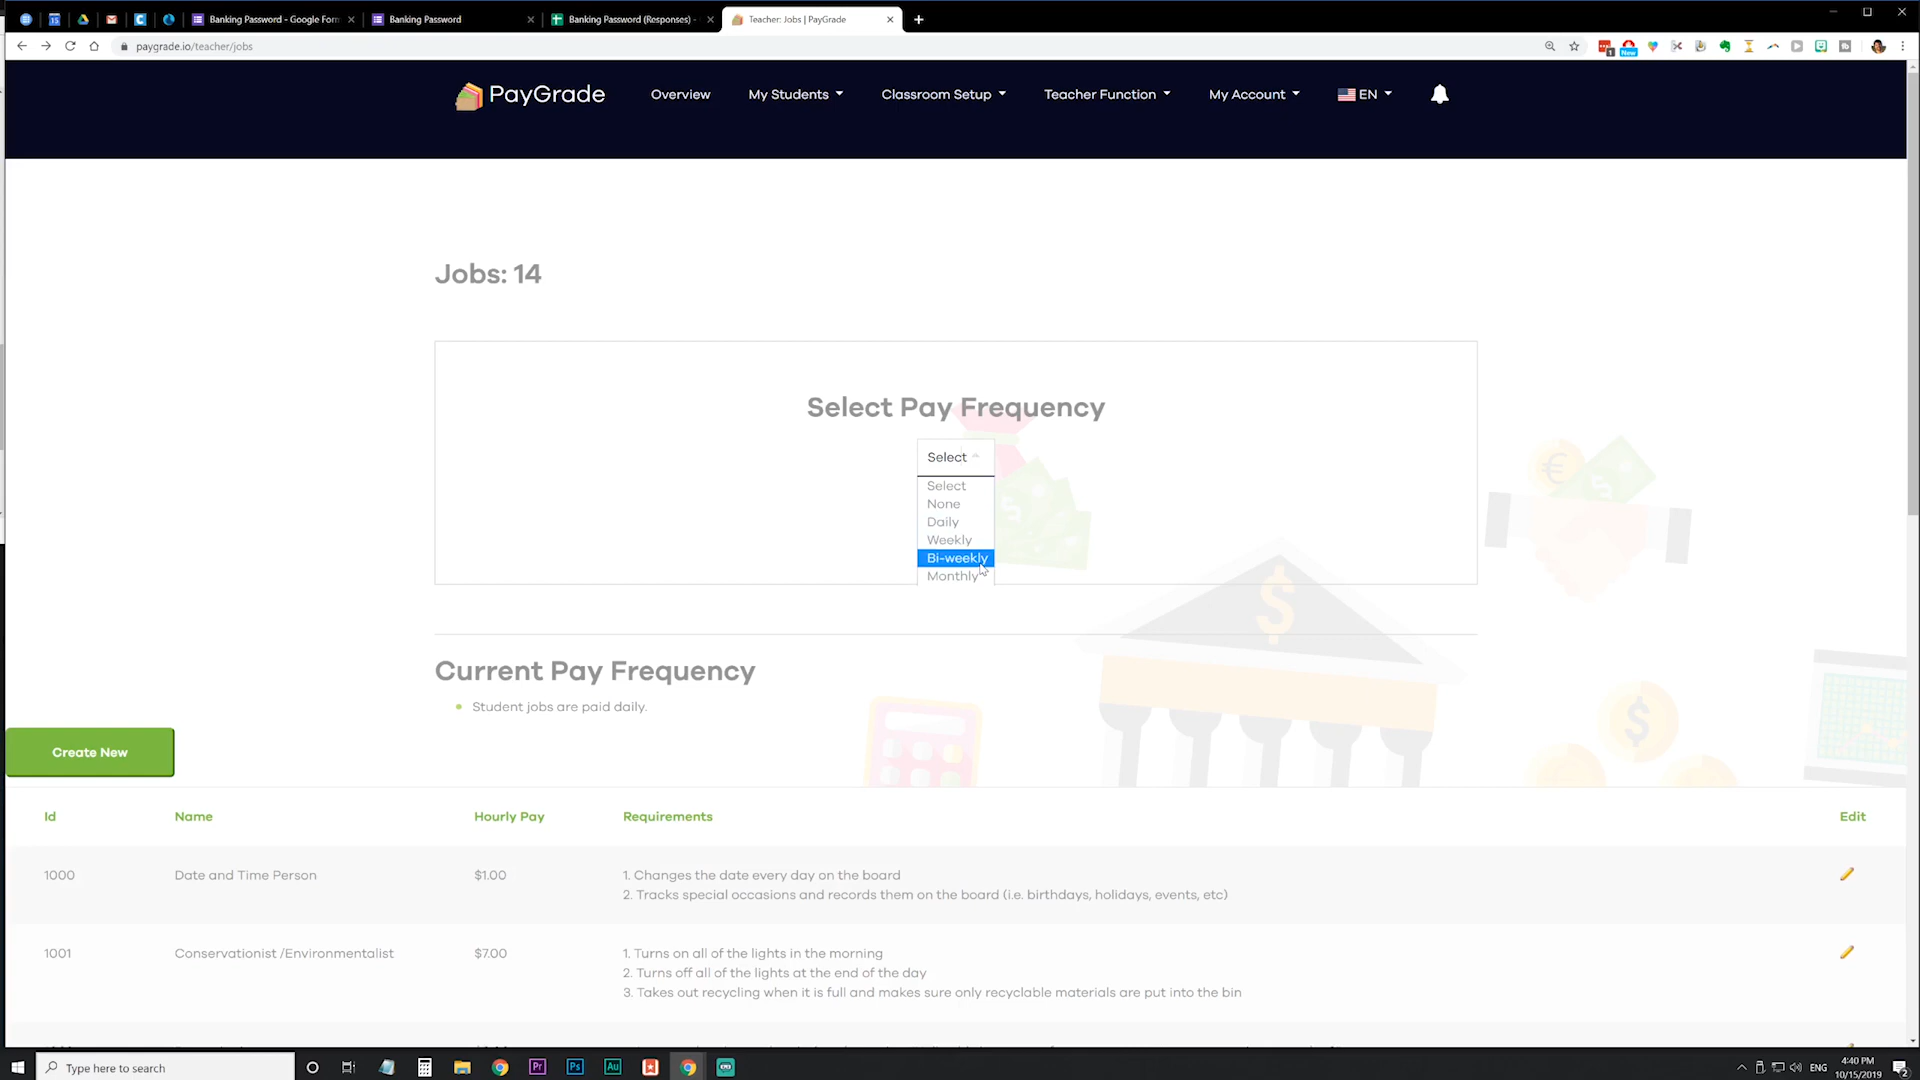 Banking Password - Google Form
Banking Password
Banking Password (Responses) -
Teacher: Jobs | PayGrade
paygrade.io/teacher/jobs
New
PayGrade
Overview
My Students
Classroom Setup
Teacher Function
My Account
EN
Jobs: 14
Select Pay Frequency
Select
Select
None
Daily
Weekly
Bi-weekly
Monthly
Current Pay Frequency
Student jobs are paid daily.
Create New
Id Name Hourly Pay Requirements Edit
1000 Date and Time Person $1.00 1. Changes the date every day on the board
2. Tracks special occasions and records them on the board (i.e. birthdays, holidays, events, etc)
1001 Conservationist /Environmentalist $7.00 1. Turns on all of the lights in the morning
2. Turns off all of the lights at the end of the day
3. Takes out recycling when it is full and makes sure only recyclable materials are put into the bin
Type here to search
Pr
Ps
Au
ENG
4:40 PM
10/15/2019
2